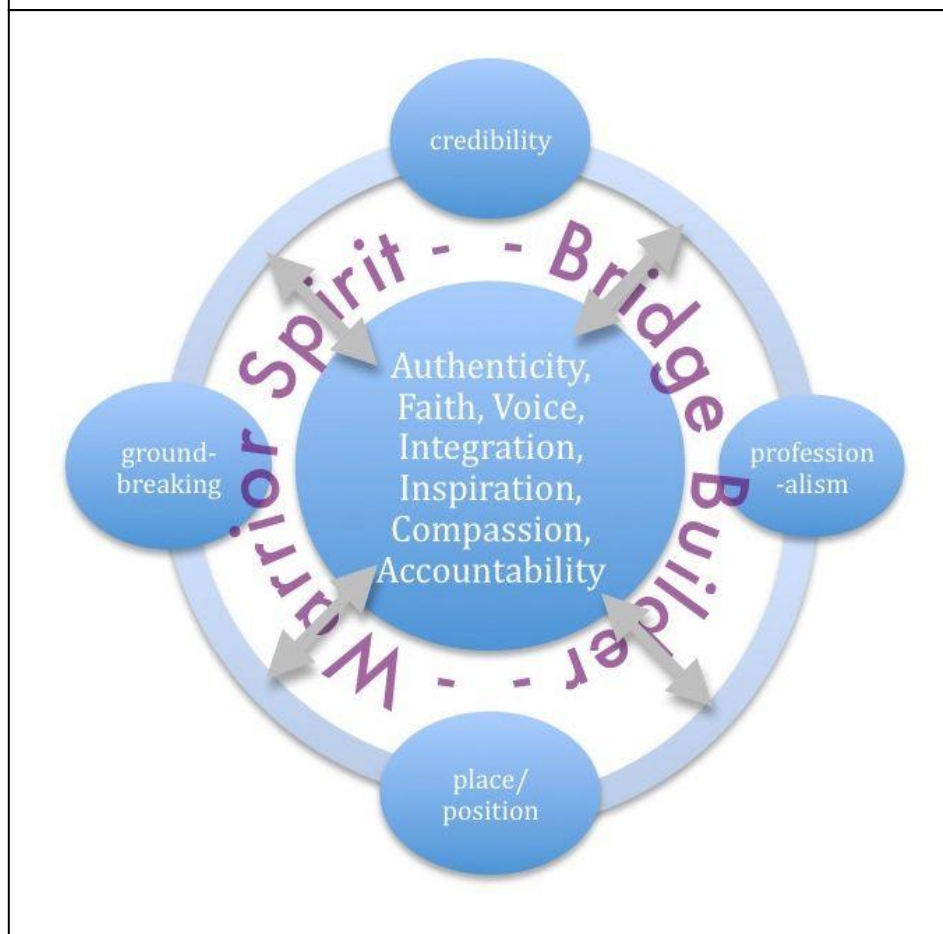 credibility
Warrior Spirit - - Bridge Builder - -
Authenticity,
Faith, Voice,
Integration,
Inspiration,
Compassion,
Accountability
ground-
breaking
profession
-alism
place/
position